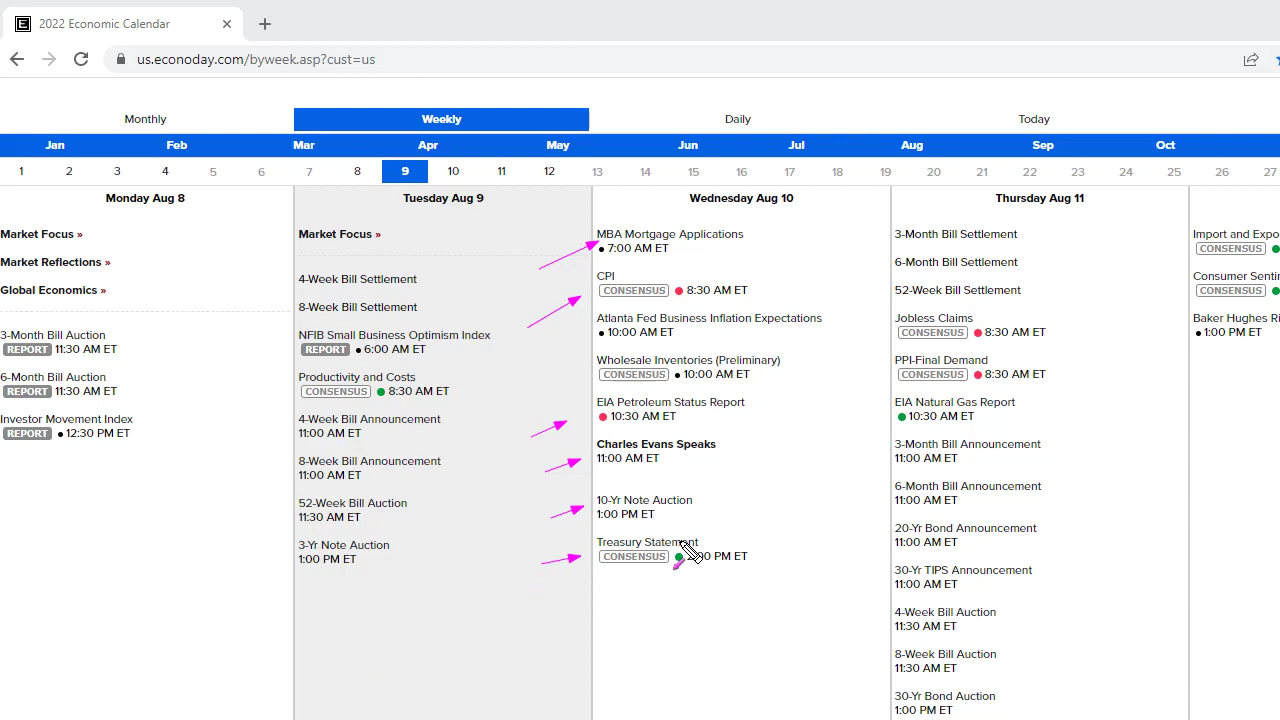 2022 Economic Calendar
us.econoday.com/byweek.asp?cust=us
Monthly Weekly Daily Today
Jan Feb Mar Apr May Jun Jul Aug Sep Oct
1 2 3 4 5 6 7 8 9 10 11 12 13 14 15 16 17 18 19 20 21 22 23 24 25 26 27
Monday Aug 8
Market Focus »
Market Reflections »
Global Economics »
3-Month Bill Auction
REPORT 11:30 AM ET
6-Month Bill Auction
REPORT 11:30 AM ET
Investor Movement Index
REPORT • 12:30 PM ET
Tuesday Aug 9
Market Focus »
4-Week Bill Settlement
8-Week Bill Settlement
NFIB Small Business Optimism Index
REPORT • 6:00 AM ET
Productivity and Costs
CONSENSUS 8:30 AM ET
4-Week Bill Announcement
11:00 AM ET
8-Week Bill Announcement
11:00 AM ET
52-Week Bill Auction
11:30 AM ET
3-Yr Note Auction
1:00 PM ET
Wednesday Aug 10
MBA Mortgage Applications
• 7:00 AM ET
CPI
CONSENSUS 8:30 AM ET
Atlanta Fed Business Inflation Expectations
• 10:00 AM ET
Wholesale Inventories (Preliminary)
CONSENSUS • 10:00 AM ET
EIA Petroleum Status Report
10:30 AM ET
Charles Evans Speaks
11:00 AM ET
10-Yr Note Auction
1:00 PM ET
Treasury Statement
CONSENSUS PM ET
Thursday Aug 11
3-Month Bill Settlement
6-Month Bill Settlement
52-Week Bill Settlement
Jobless Claims
CONSENSUS 8:30 AM ET
PPI-Final Demand
CONSENSUS 8:30 AM ET
EIA Natural Gas Report
10:30 AM ET
3-Month Bill Announcement
11:00 AM ET
6-Month Bill Announcement
11:00 AM ET
20-Yr Bond Announcement
11:00 AM ET
30-Yr TIPS Announcement
11:00 AM ET
4-Week Bill Auction
11:30 AM ET
8-Week Bill Auction
11:30 AM ET
30-Yr Bond Auction
1:00 PM ET
Import and Expo
CONSENSUS
Consumer Sentin
CONSENSUS
Baker Hughes Ri
• 1:00 PM ET